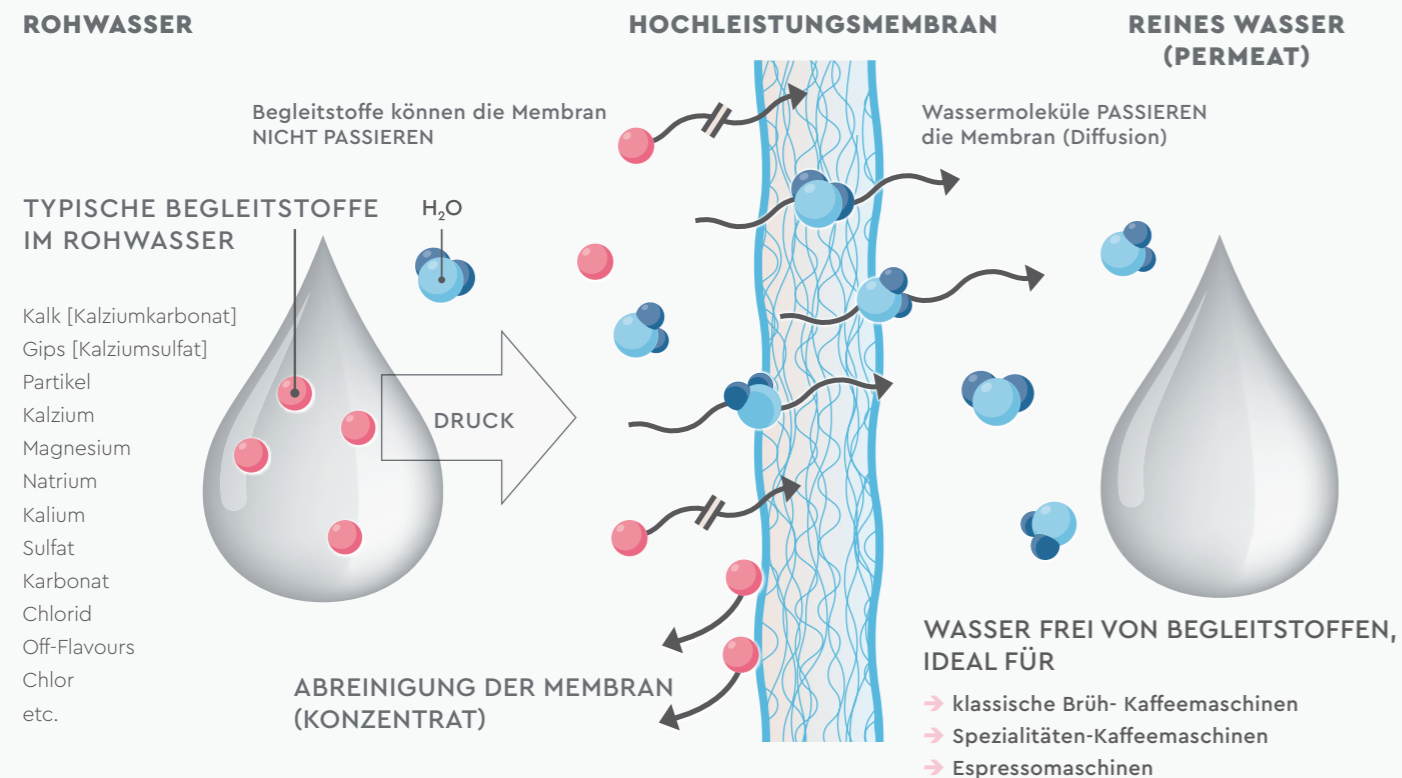 ROHWASSER
HOCHLEISTUNGSMEMBRAN
REINES WASSER
(PERMEAT)
Begleitstoffe können die Membran
NICHT PASSIEREN
Wassermoleküle PASSIEREN
die Membran (Diffusion)
TYPISCHE BEGLEITSTOFFE
IM ROHWASSER
H₂O
Kalk [Kalziumkarbonat]
Gips [Kalziumsulfat]
Partikel
Kalzium
Magnesium
Natrium
Kalium
Sulfat
Karbonat
Chlorid
Off-Flavours
Chlor
etc.
DRUCK
ABREINIGUNG DER MEMBRAN
(KONZENTRAT)
WASSER FREI VON BEGLEITSTOFFEN,
IDEAL FÜR
➔ klassische Brüh- Kaffeemaschinen
➔ Spezialitäten-Kaffeemaschinen
➔ Espressomaschinen